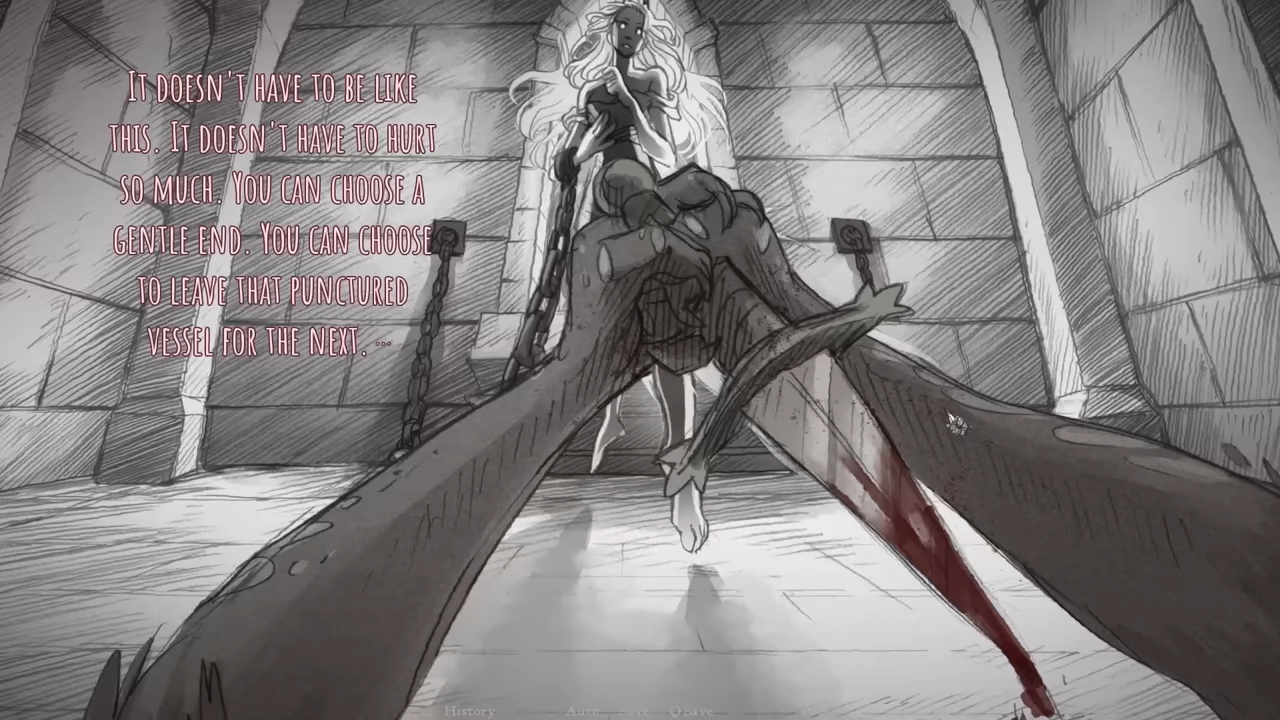 IT DOESN'T HAVE TO BE LIKE
THIS. IT DOESN'T HAVE TO HURT
SO MUCH. YOU CAN CHOOSE A
GENTLE END. YOU CAN CHOOSE
TO LEAVE THAT PUNCTURED
VESSEL FOR THE NEXT. ...
History Auto Save Q.Save